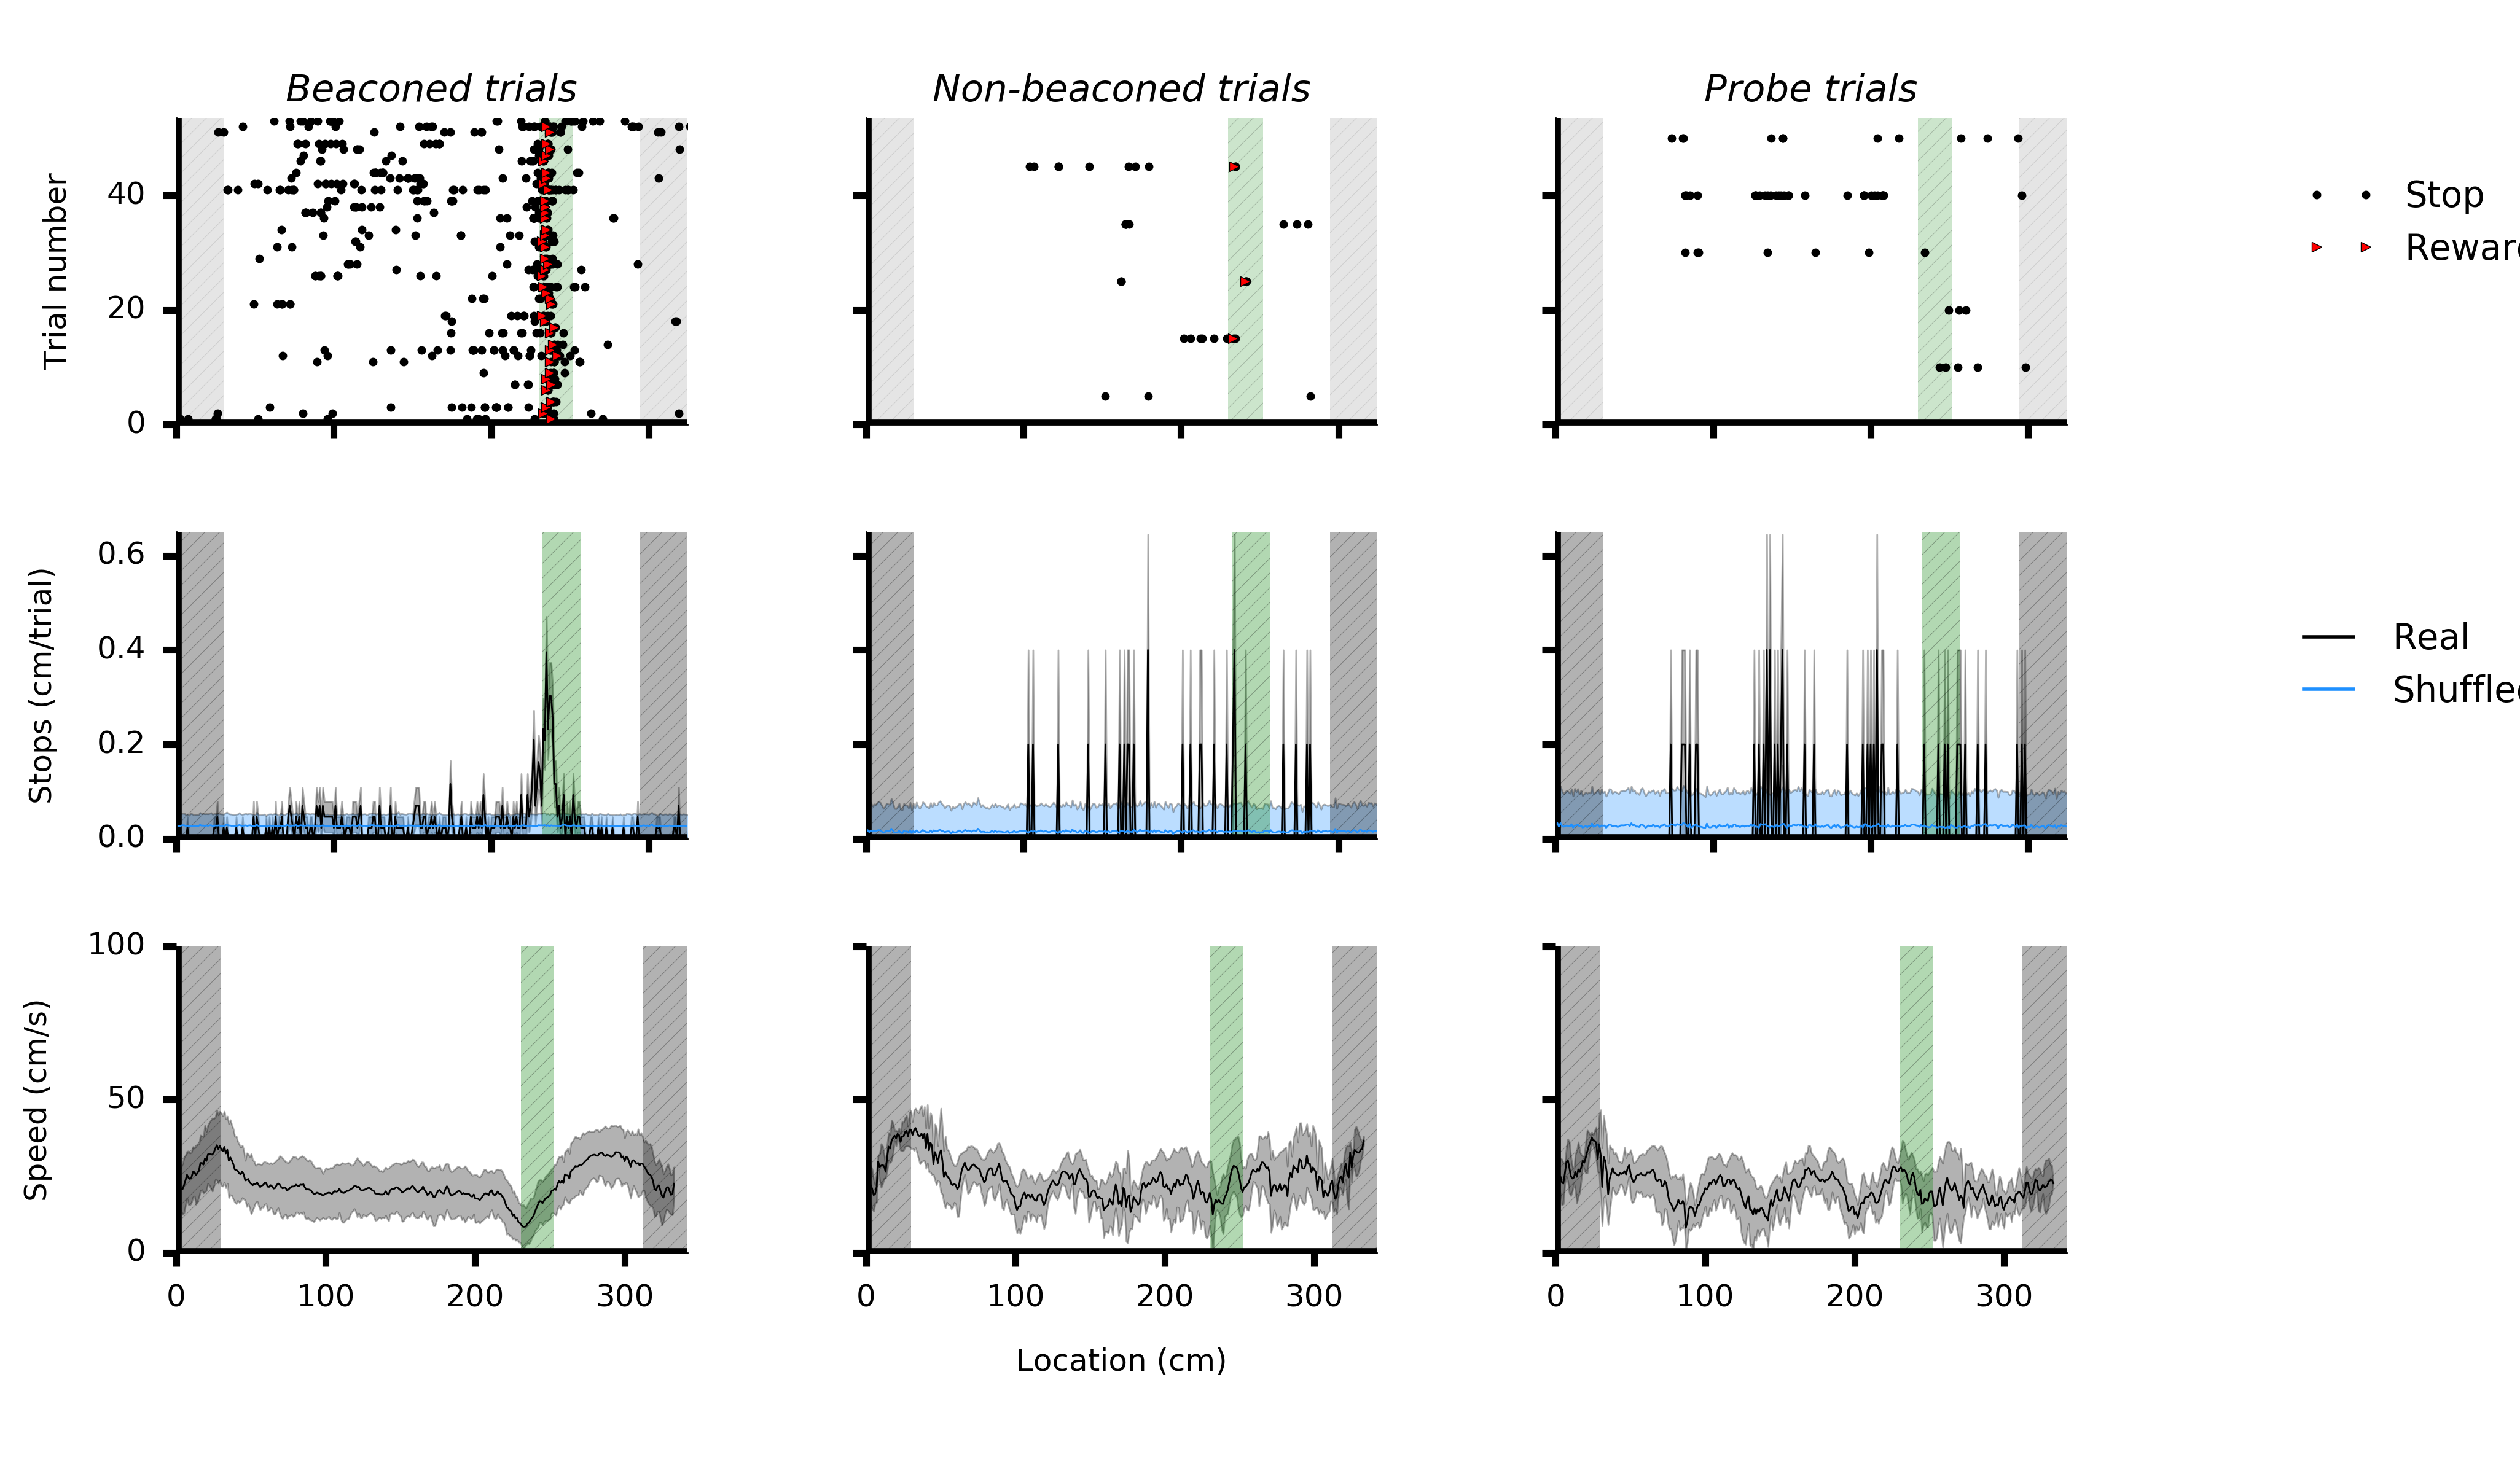 Beaconed trials
Non-beaconed trials
Probe trials
Trial number
40
20
0
Stop
Rewar
Stops (cm/trial)
0.6
0.4
0.2
0.0
Real
Shuffle
Speed (cm/s)
100
50
0
0 100 200 300
0 100 200 300
0 100 200 300
Location (cm)